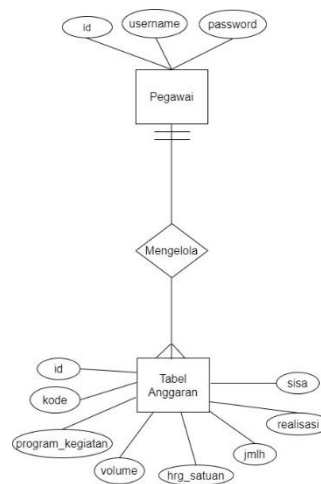 id
username
password
Pegawai
Mengelola
id
kode
program_kegiatan
volume
hrg_satuan
jmlh
realisasi
sisa
Tabel
Anggaran